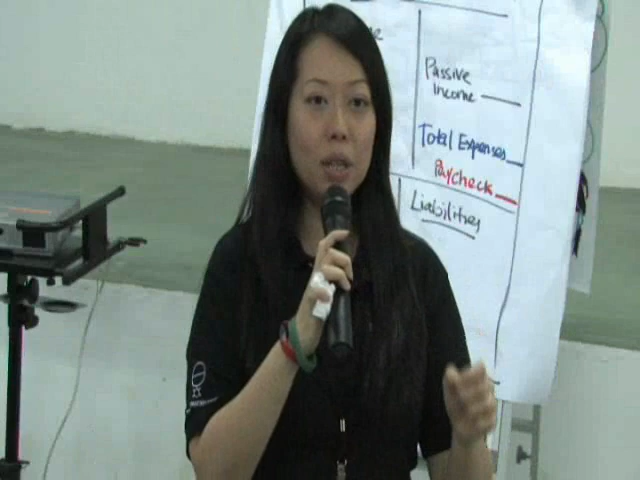 Passive
Income
Total Expenses
Paycheck
Liabilities